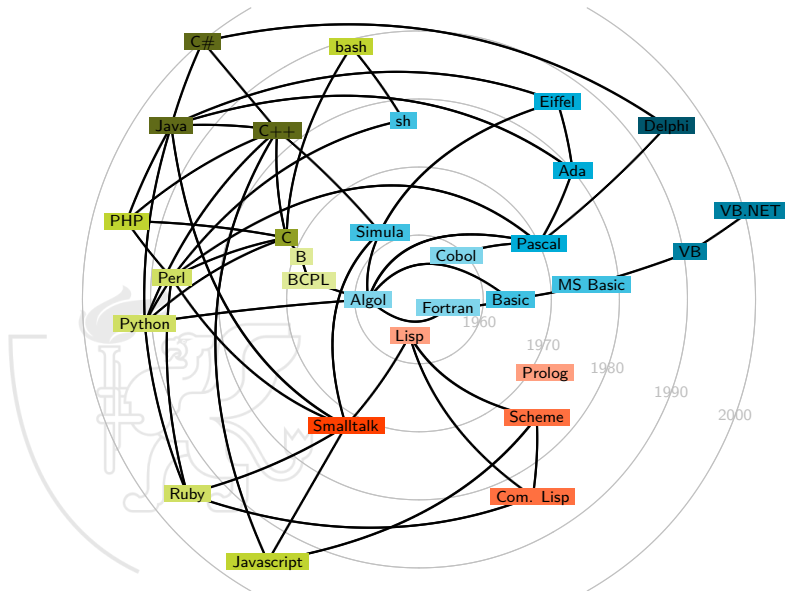 C#
bash
Eiffel
sh
Java
C++
Delphi
Ada
VB.NET
PHP
Simula
C
Pascal
VB
B
Cobol
Perl
BCPL
MS Basic
Algol
Basic
Fortran
Python
1960
Lisp
1970
Prolog
1980
1990
2000
Scheme
Smalltalk
Ruby
Com. Lisp
Javascript